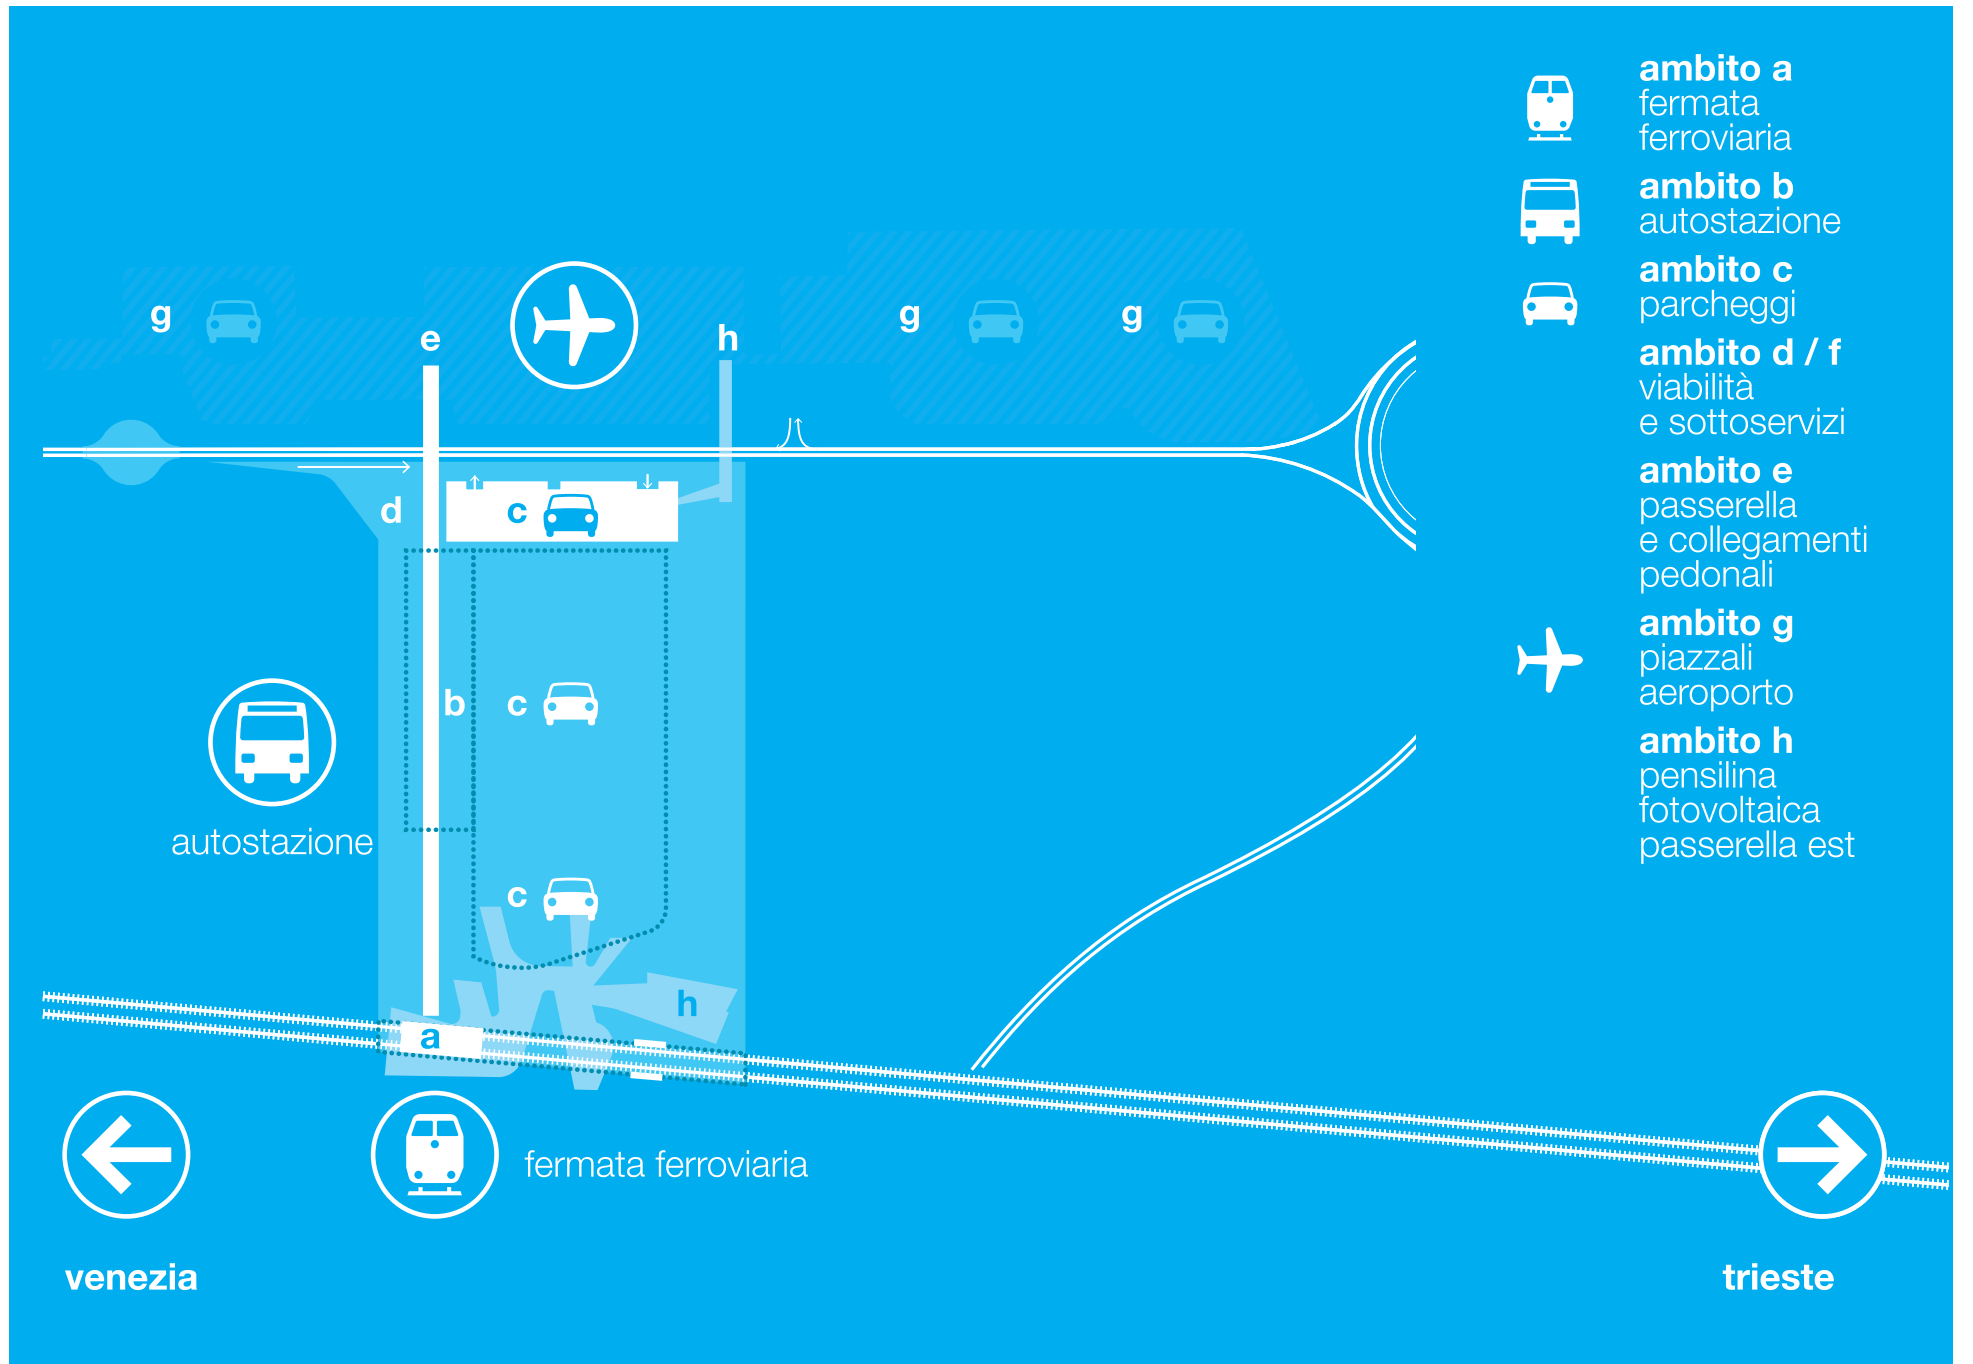 ambito a
fermata
ferroviaria
ambito b
autostazione
ambito c
parcheggi
ambito d / f
viabilità
e sottoservizi
ambito e
passerella
e collegamenti
pedonali
ambito g
piazzali
aeroporto
ambito h
pensilina
fotovoltaica
passerella est
g
e
h
g
g
d
c
b
c
c
h
a
autostazione
fermata ferroviaria
venezia
trieste